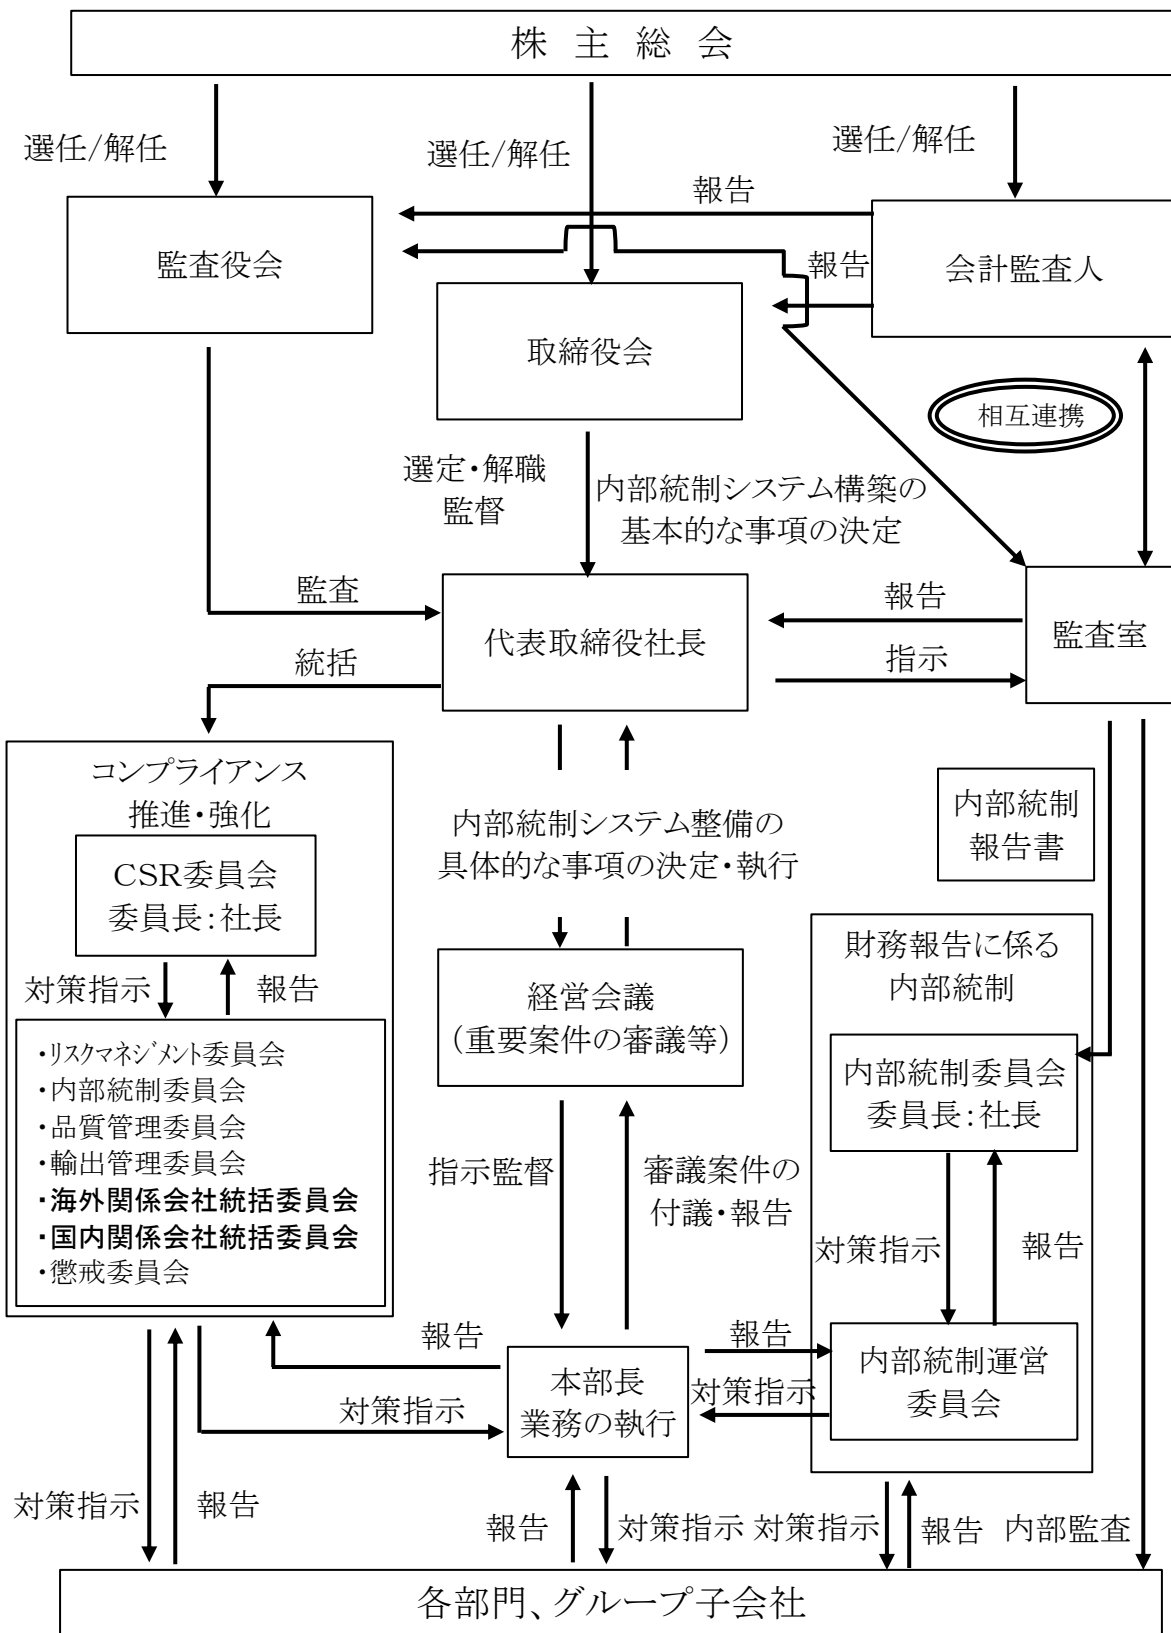 株主総会
選任/解任
選任/解任
選任/解任
報告
監査役会
報告
会計監査人
取締役会
相互連携
選定・解職
監督
内部統制システム構築の
基本的な事項の決定
監査
報告
代表取締役社長
監査室
統括
指示
コンプライアンス
推進・強化
内部統制システム整備の
具体的な事項の決定・執行
内部統制
報告書
CSR委員会
委員長:社長
財務報告に係る
内部統制
対策指示
報告
経営会議
(重要案件の審議等)
・リスクマネジメント委員会
・内部統制委員会
・品質管理委員会
・輸出管理委員会
・海外関係会社統括委員会
・国内関係会社統括委員会
・懲戒委員会
内部統制委員会
委員長:社長
指示監督
審議案件の
付議・報告
対策指示
報告
報告
報告
本部長
業務の執行
内部統制運営
委員会
対策指示
対策指示
対策指示
報告
報告
対策指示
対策指示
報告
内部監査
各部門、グループ子会社